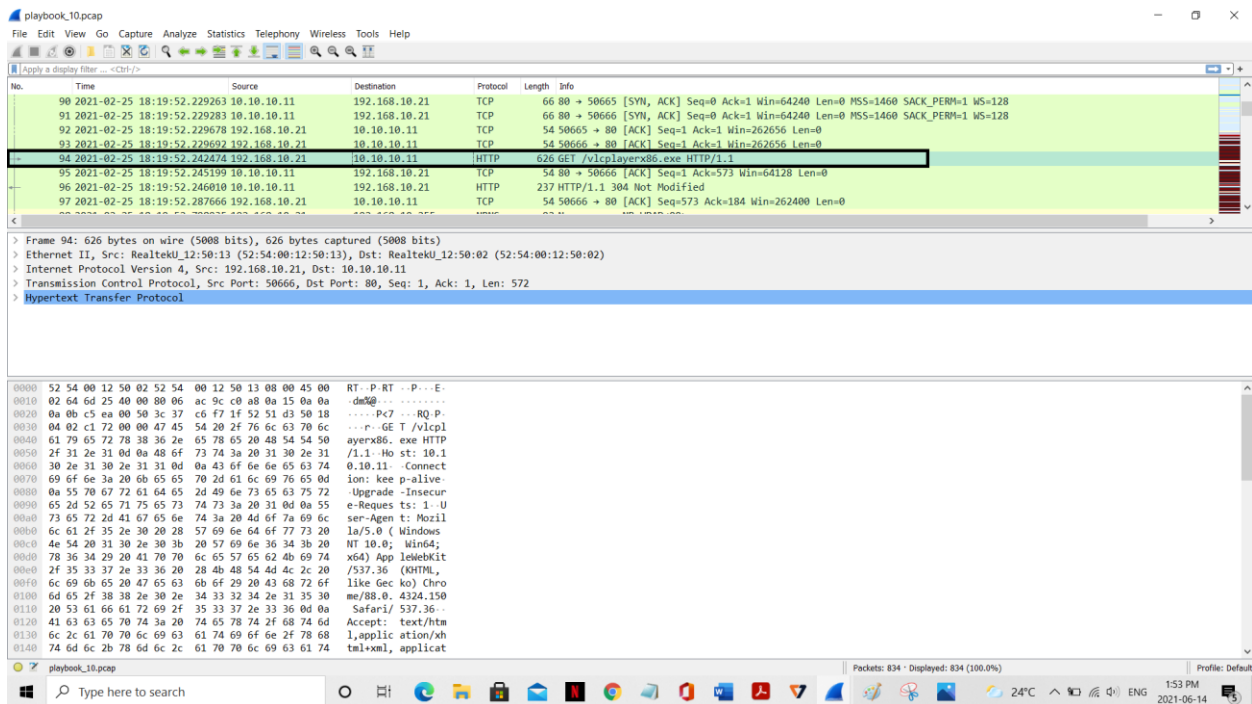 playbook_10.pcap
File Edit View Go Capture Analyze Statistics Telephony Wireless Tools Help
Apply a display filter ... <Ctrl-/>
No. Time Source Destination Protocol Length Info
90 2021-02-25 18:19:52.229263 10.10.10.11 192.168.10.21 TCP 66 80 → 50665 [SYN, ACK] Seq=0 Ack=1 Win=64240 Len=0 MSS=1460 SACK_PERM=1 WS=128
91 2021-02-25 18:19:52.229283 10.10.10.11 192.168.10.21 TCP 66 80 → 50666 [SYN, ACK] Seq=0 Ack=1 Win=64240 Len=0 MSS=1460 SACK_PERM=1 WS=128
92 2021-02-25 18:19:52.229678 192.168.10.21 10.10.10.11 TCP 54 50665 → 80 [ACK] Seq=1 Ack=1 Win=262656 Len=0
93 2021-02-25 18:19:52.229692 192.168.10.21 10.10.10.11 TCP 54 50666 → 80 [ACK] Seq=1 Ack=1 Win=262656 Len=0
94 2021-02-25 18:19:52.242474 192.168.10.21 10.10.10.11 HTTP 626 GET /vlcplayerx86.exe HTTP/1.1
95 2021-02-25 18:19:52.245199 10.10.10.11 192.168.10.21 TCP 54 80 → 50666 [ACK] Seq=1 Ack=573 Win=64128 Len=0
96 2021-02-25 18:19:52.246010 10.10.10.11 192.168.10.21 HTTP 237 HTTP/1.1 304 Not Modified
97 2021-02-25 18:19:52.287666 192.168.10.21 10.10.10.11 TCP 54 50666 → 80 [ACK] Seq=573 Ack=184 Win=262400 Len=0
> Frame 94: 626 bytes on wire (5008 bits), 626 bytes captured (5008 bits)
> Ethernet II, Src: RealtekU_12:50:13 (52:54:00:12:50:13), Dst: RealtekU_12:50:02 (52:54:00:12:50:02)
> Internet Protocol Version 4, Src: 192.168.10.21, Dst: 10.10.10.11
> Transmission Control Protocol, Src Port: 50666, Dst Port: 80, Seq: 1, Ack: 1, Len: 572
> Hypertext Transfer Protocol
0000 52 54 00 12 50 02 52 54 00 12 50 13 08 00 45 00 RT··P·RT ··P···E·
0010 02 64 6d 25 40 00 80 06 ac 9c c0 a8 0a 15 0a 0a ·dm%@··· ········
0020 0a 0b c5 ea 00 50 3c 37 c6 f7 1f 52 51 d3 50 18 ·····P<7 ···RQ·P·
0030 04 02 c1 72 00 00 47 45 54 20 2f 76 6c 63 70 6c ···r··GE T /vlcpl
0040 61 79 65 72 78 38 36 2e 65 78 65 20 48 54 54 50 ayerx86. exe HTTP
0050 2f 31 2e 31 0d 0a 48 6f 73 74 3a 20 31 30 2e 31 /1.1··Ho st: 10.1
0060 30 2e 31 30 2e 31 31 0d 0a 43 6f 6e 6e 65 63 74 0.10.11· ·Connect
0070 69 6f 6e 3a 20 6b 65 65 70 2d 61 6c 69 76 65 0d ion: kee p-alive·
0080 0a 55 70 67 72 61 64 65 2d 49 6e 73 65 63 75 72 ·Upgrade -Insecur
0090 65 2d 52 65 71 75 65 73 74 73 3a 20 31 0d 0a 55 e-Reques ts: 1··U
00a0 73 65 72 2d 41 67 65 6e 74 3a 20 4d 6f 7a 69 6c ser-Agen t: Mozil
00b0 6c 61 2f 35 2e 30 20 28 57 69 6e 64 6f 77 73 20 la/5.0 ( Windows
00c0 4e 54 20 31 30 2e 30 3b 20 57 69 6e 36 34 3b 20 NT 10.0; Win64;
00d0 78 36 34 29 20 41 70 70 6c 65 57 65 62 4b 69 74 x64) App leWebKit
00e0 2f 35 33 37 2e 33 36 20 28 4b 48 54 4d 4c 2c 20 /537.36 (KHTML,
00f0 6c 69 6b 65 20 47 65 63 6b 6f 29 20 43 68 72 6f like Gec ko) Chro
0100 6d 65 2f 38 38 2e 30 2e 34 33 32 34 2e 31 35 30 me/88.0. 4324.150
0110 20 53 61 66 61 72 69 2f 35 33 37 2e 33 36 0d 0a Safari/ 537.36··
0120 41 63 63 65 70 74 3a 20 74 65 78 74 2f 68 74 6d Accept: text/htm
0130 6c 2c 61 70 70 6c 69 63 61 74 69 6f 6e 2f 78 68 l,applic ation/xh
0140 74 6d 6c 2b 78 6d 6c 2c 61 70 70 6c 69 63 61 74 tml+xml, applicat
playbook_10.pcap Packets: 834 · Displayed: 834 (100.0%) Profile: Default
Type here to search 24°C ENG 1:53 PM
2021-06-14